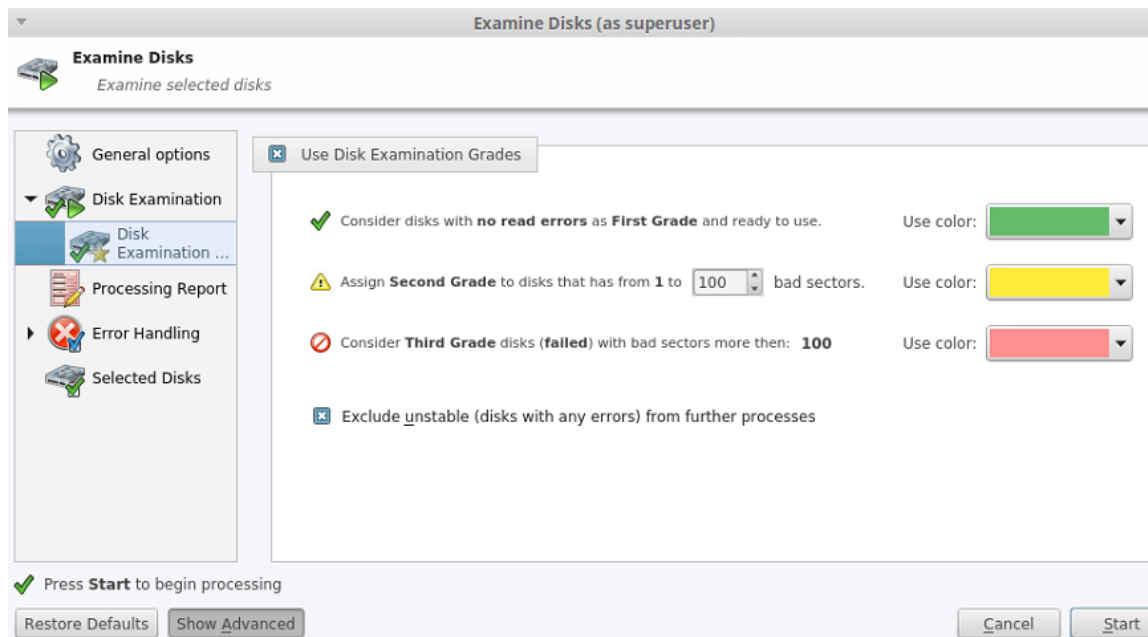 Examine Disks (as superuser)
Examine Disks
Examine selected disks
General options
Disk Examination
Disk
Examination ...
Processing Report
Error Handling
Selected Disks
Use Disk Examination Grades
Consider disks with no read errors as First Grade and ready to use. Use color:
Assign Second Grade to disks that has from 1 to 100 bad sectors. Use color:
Consider Third Grade disks (failed) with bad sectors more then: 100 Use color:
Exclude unstable (disks with any errors) from further processes
Press Start to begin processing
Restore Defaults Show Advanced Cancel Start